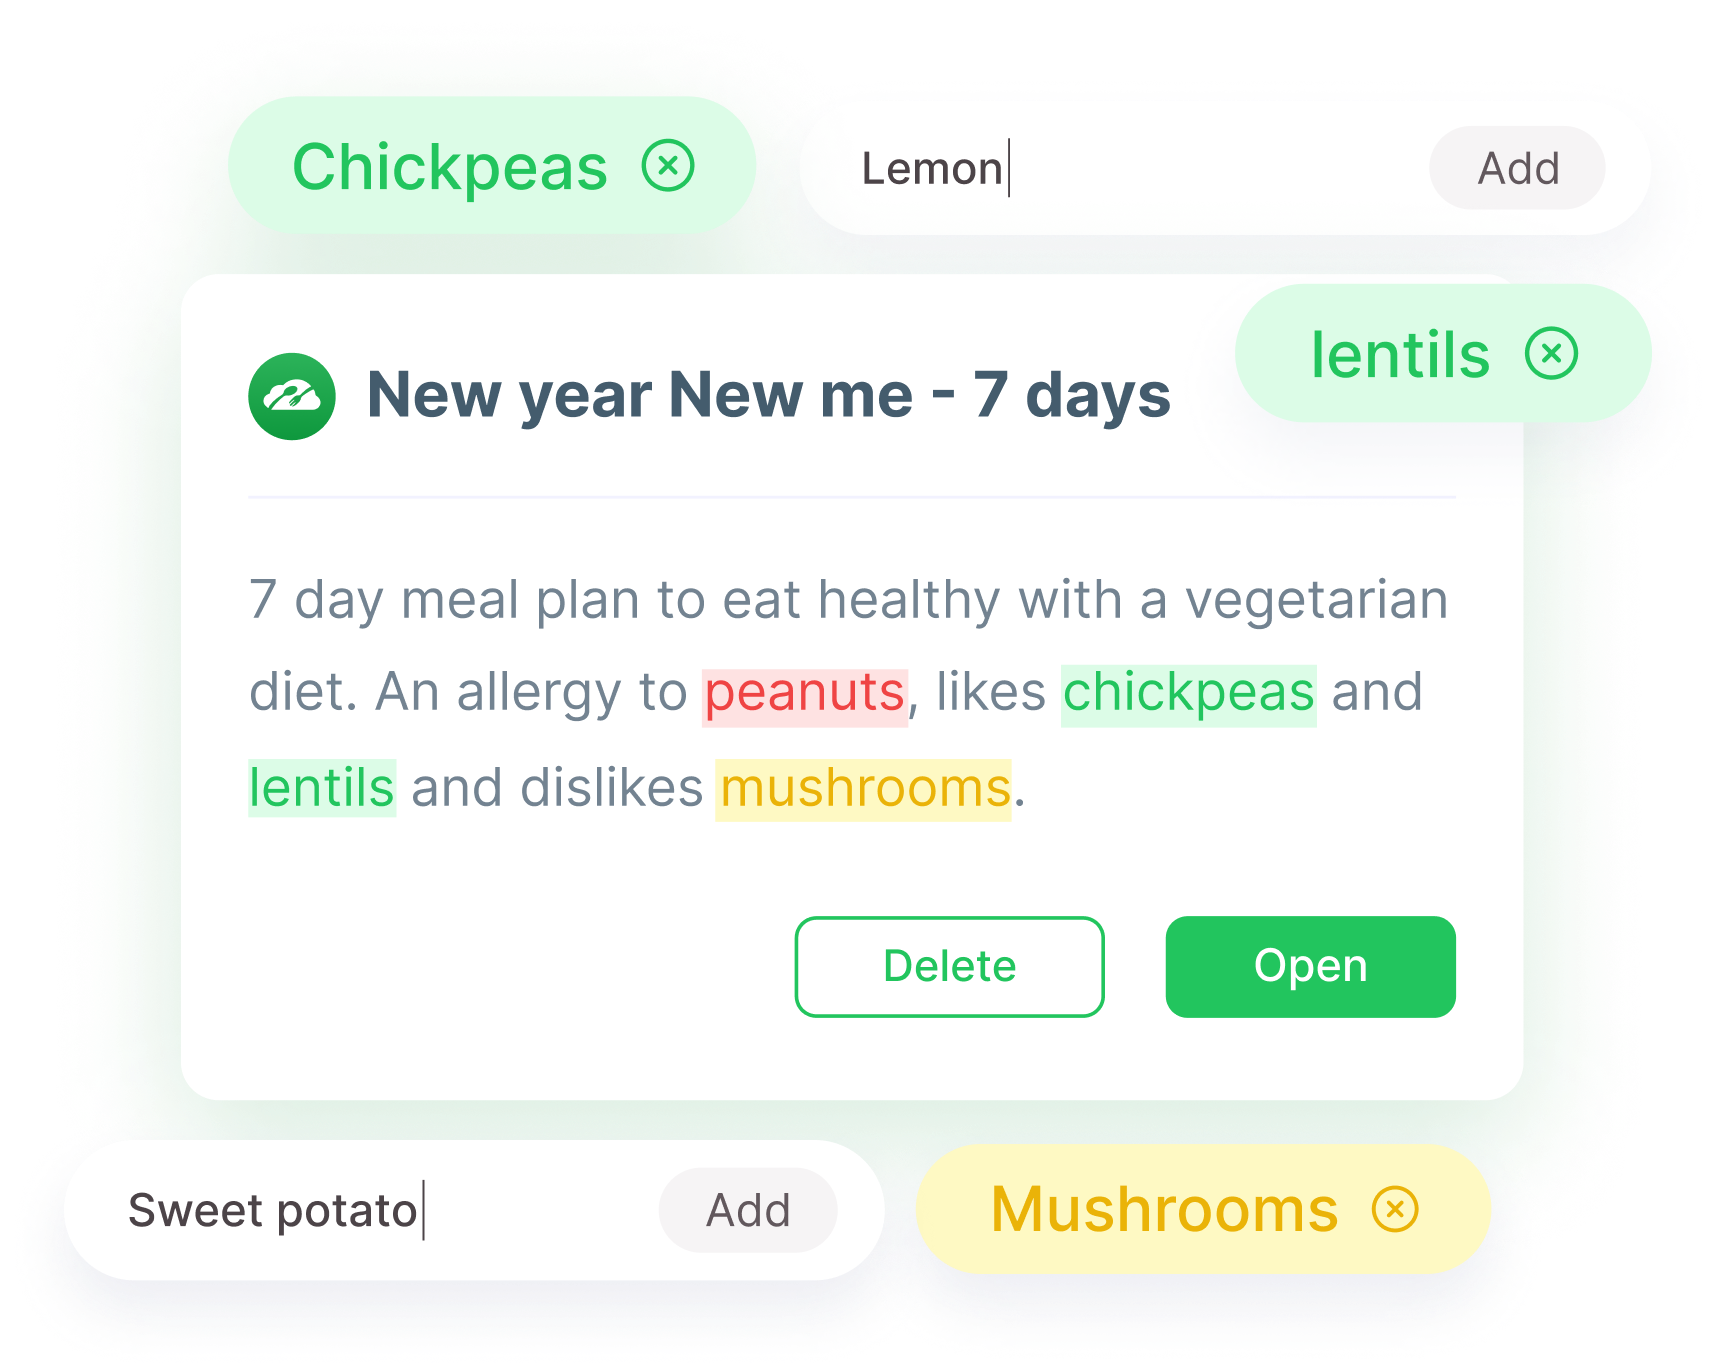 Chickpeas
Lemon
Add
lentils
New year New me - 7 days
7 day meal plan to eat healthy with a vegetarian
diet. An allergy to peanuts, likes chickpeas and
lentils and dislikes mushrooms.
Delete
Open
Sweet potato
Add
Mushrooms